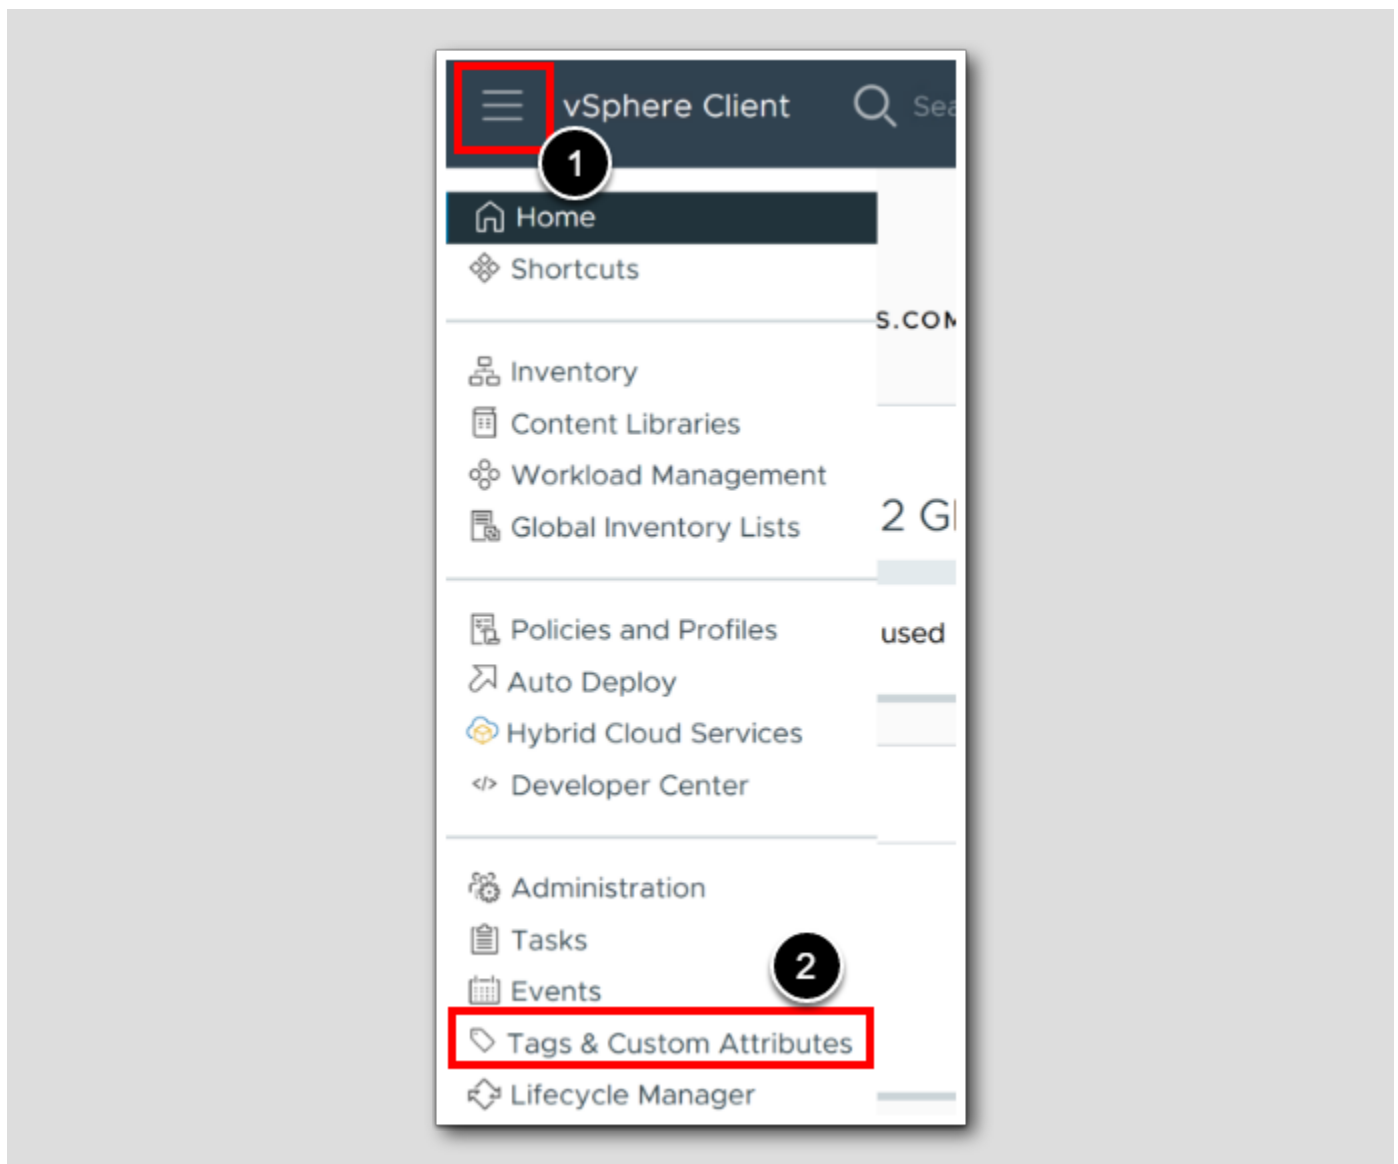 vSphere Client
1
Home
Shortcuts
S.COM
Inventory
Content Libraries
Workload Management
Global Inventory Lists
2 G
Policies and Profiles
used
Auto Deploy
Hybrid Cloud Services
</> Developer Center
Administration
Tasks
2
Events
Tags & Custom Attributes
Lifecycle Manager